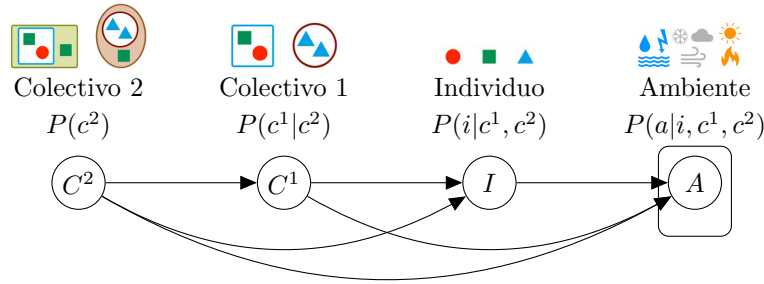 Colectivo 2 Colectivo 1 Individuo Ambiente
P(c²) P(c¹|c²) P(i|c¹, c²) P(a|i, c¹, c²)
C² C¹ I A